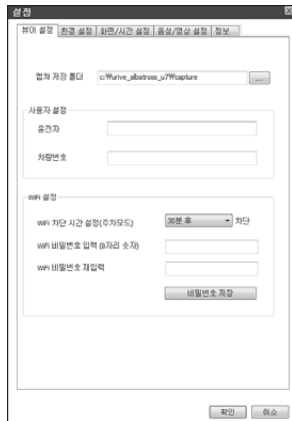 설정
뷰어 설정 환경 설정 화면/시간 설정 음성/영상 설정 정보
캡쳐 저장 폴더 c:\urive_albatross_u7\capture ...
사용자 설정
운전자
차량번호
WiFi 설정
WiFi 차단 시간 설정(주차모드) 30분 후 차단
WiFi 비밀번호 입력 (8자리 숫자)
WiFi 비밀번호 재입력
비밀번호 저장
확인 취소